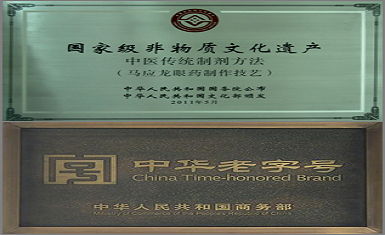 国家级非物质文化遗产
中医传统制剂方法
（马应龙眼药制作技艺）
中华人民共和国国务院公布
中华人民共和国文化部颁发
2011年5月
中华老字号
China Time-honored Brand
中华人民共和国商务部
Ministry of Commerce of the People's Republic of China